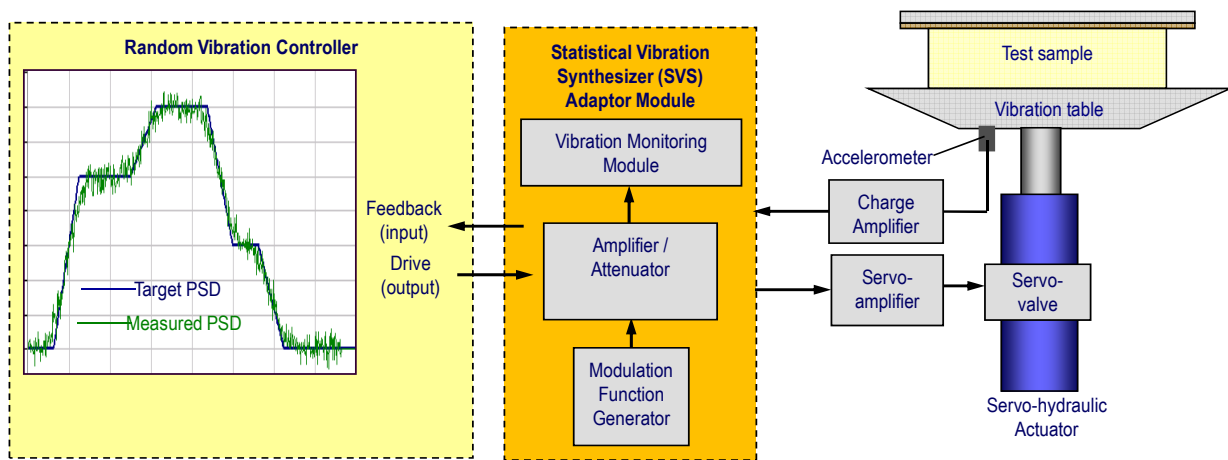 Random Vibration Controller
Target PSD
Measured PSD
Feedback
(input)
Drive
(output)
Statistical Vibration
Synthesizer (SVS)
Adaptor Module
Vibration Monitoring
Module
Amplifier /
Attenuator
Modulation
Function
Generator
Test sample
Vibration table
Accelerometer
Charge
Amplifier
Servo-
amplifier
Servo-
valve
Servo-hydraulic
Actuator